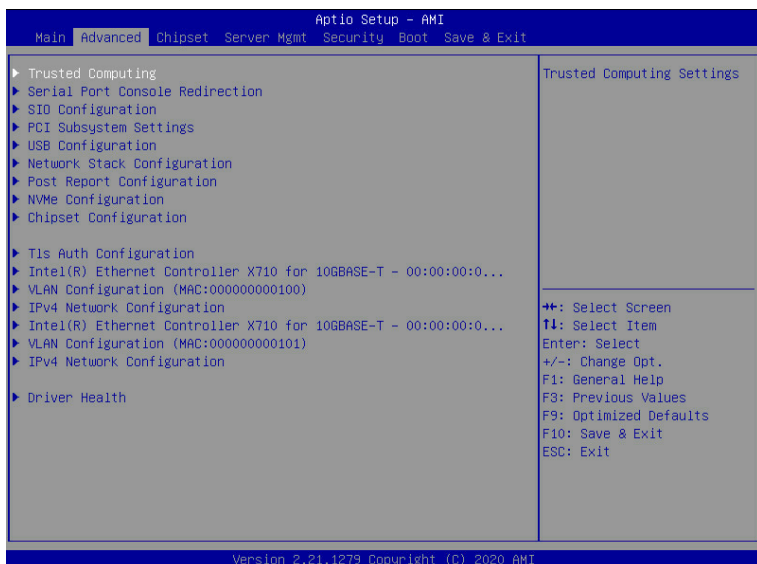 Aptio Setup – AMI
Main Advanced Chipset Server Mgmt Security Boot Save & Exit
Trusted Computing
Serial Port Console Redirection
SIO Configuration
PCI Subsystem Settings
USB Configuration
Network Stack Configuration
Post Report Configuration
NVMe Configuration
Chipset Configuration
Tls Auth Configuration
Intel(R) Ethernet Controller X710 for 10GBASE-T – 00:00:00:0...
VLAN Configuration (MAC:000000000100)
IPv4 Network Configuration
Intel(R) Ethernet Controller X710 for 10GBASE-T – 00:00:00:0...
VLAN Configuration (MAC:000000000101)
IPv4 Network Configuration
Driver Health
Trusted Computing Settings
→←: Select Screen
↑↓: Select Item
Enter: Select
+/-: Change Opt.
F1: General Help
F3: Previous Values
F9: Optimized Defaults
F10: Save & Exit
ESC: Exit
Version 2.21.1279 Copyright (C) 2020 AMI